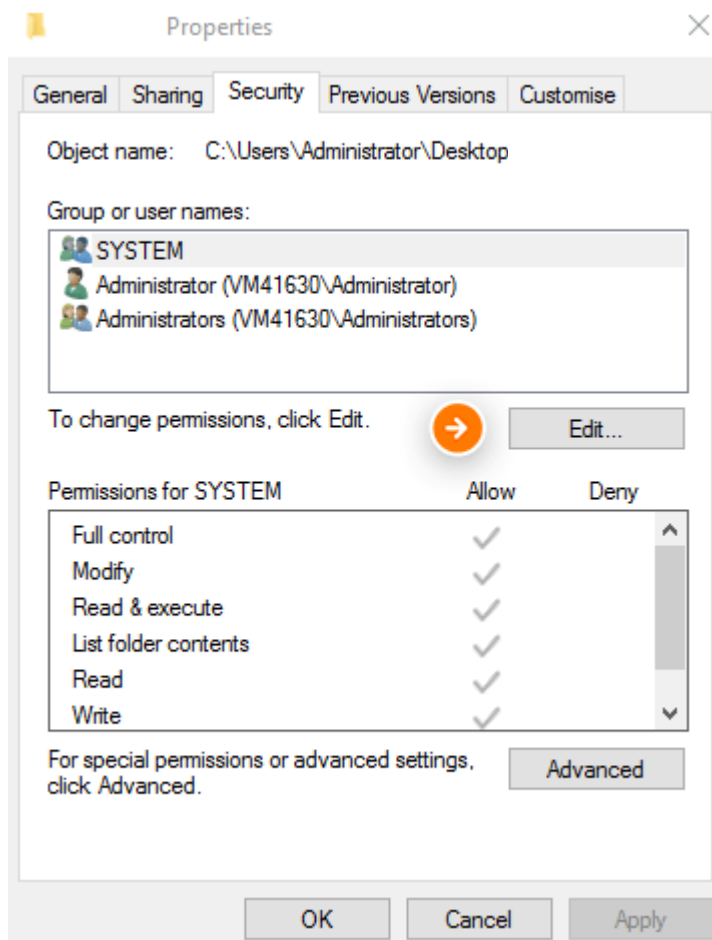 Properties
General Sharing Security Previous Versions Customise
Object name: C:\Users\Administrator\Desktop
Group or user names:
SYSTEM
Administrator (VM41630\Administrator)
Administrators (VM41630\Administrators)
To change permissions, click Edit.
Edit...
Permissions for SYSTEM Allow Deny
Full control
Modify
Read & execute
List folder contents
Read
Write
For special permissions or advanced settings,
click Advanced.
Advanced
OK Cancel Apply